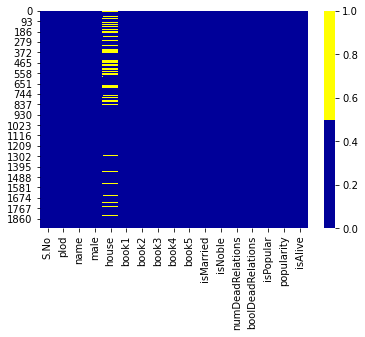 0
93
186
279
372
465
558
651
744
837
930
1023
1116
1209
1302
1395
1488
1581
1674
1767
1860
S.No
plod
name
male
house
book1
book2
book3
book4
book5
isMarried
isNoble
numDeadRelations
boolDeadRelations
isPopular
popularity
isAlive
1.0
0.8
0.6
0.4
0.2
0.0